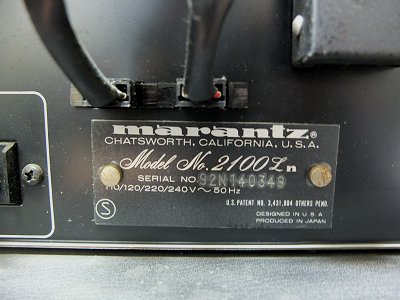 marantz®
CHATSWORTH, CALIFORNIA, U.S.A.
Model No. 2100Ln
SERIAL NO. 92N140349
110/120/220/240V～50Hz
U.S. PATENT NO. 3,431,884 OTHERS PEND.
S
DESIGNED IN U.S.A.
PRODUCED IN JAPAN